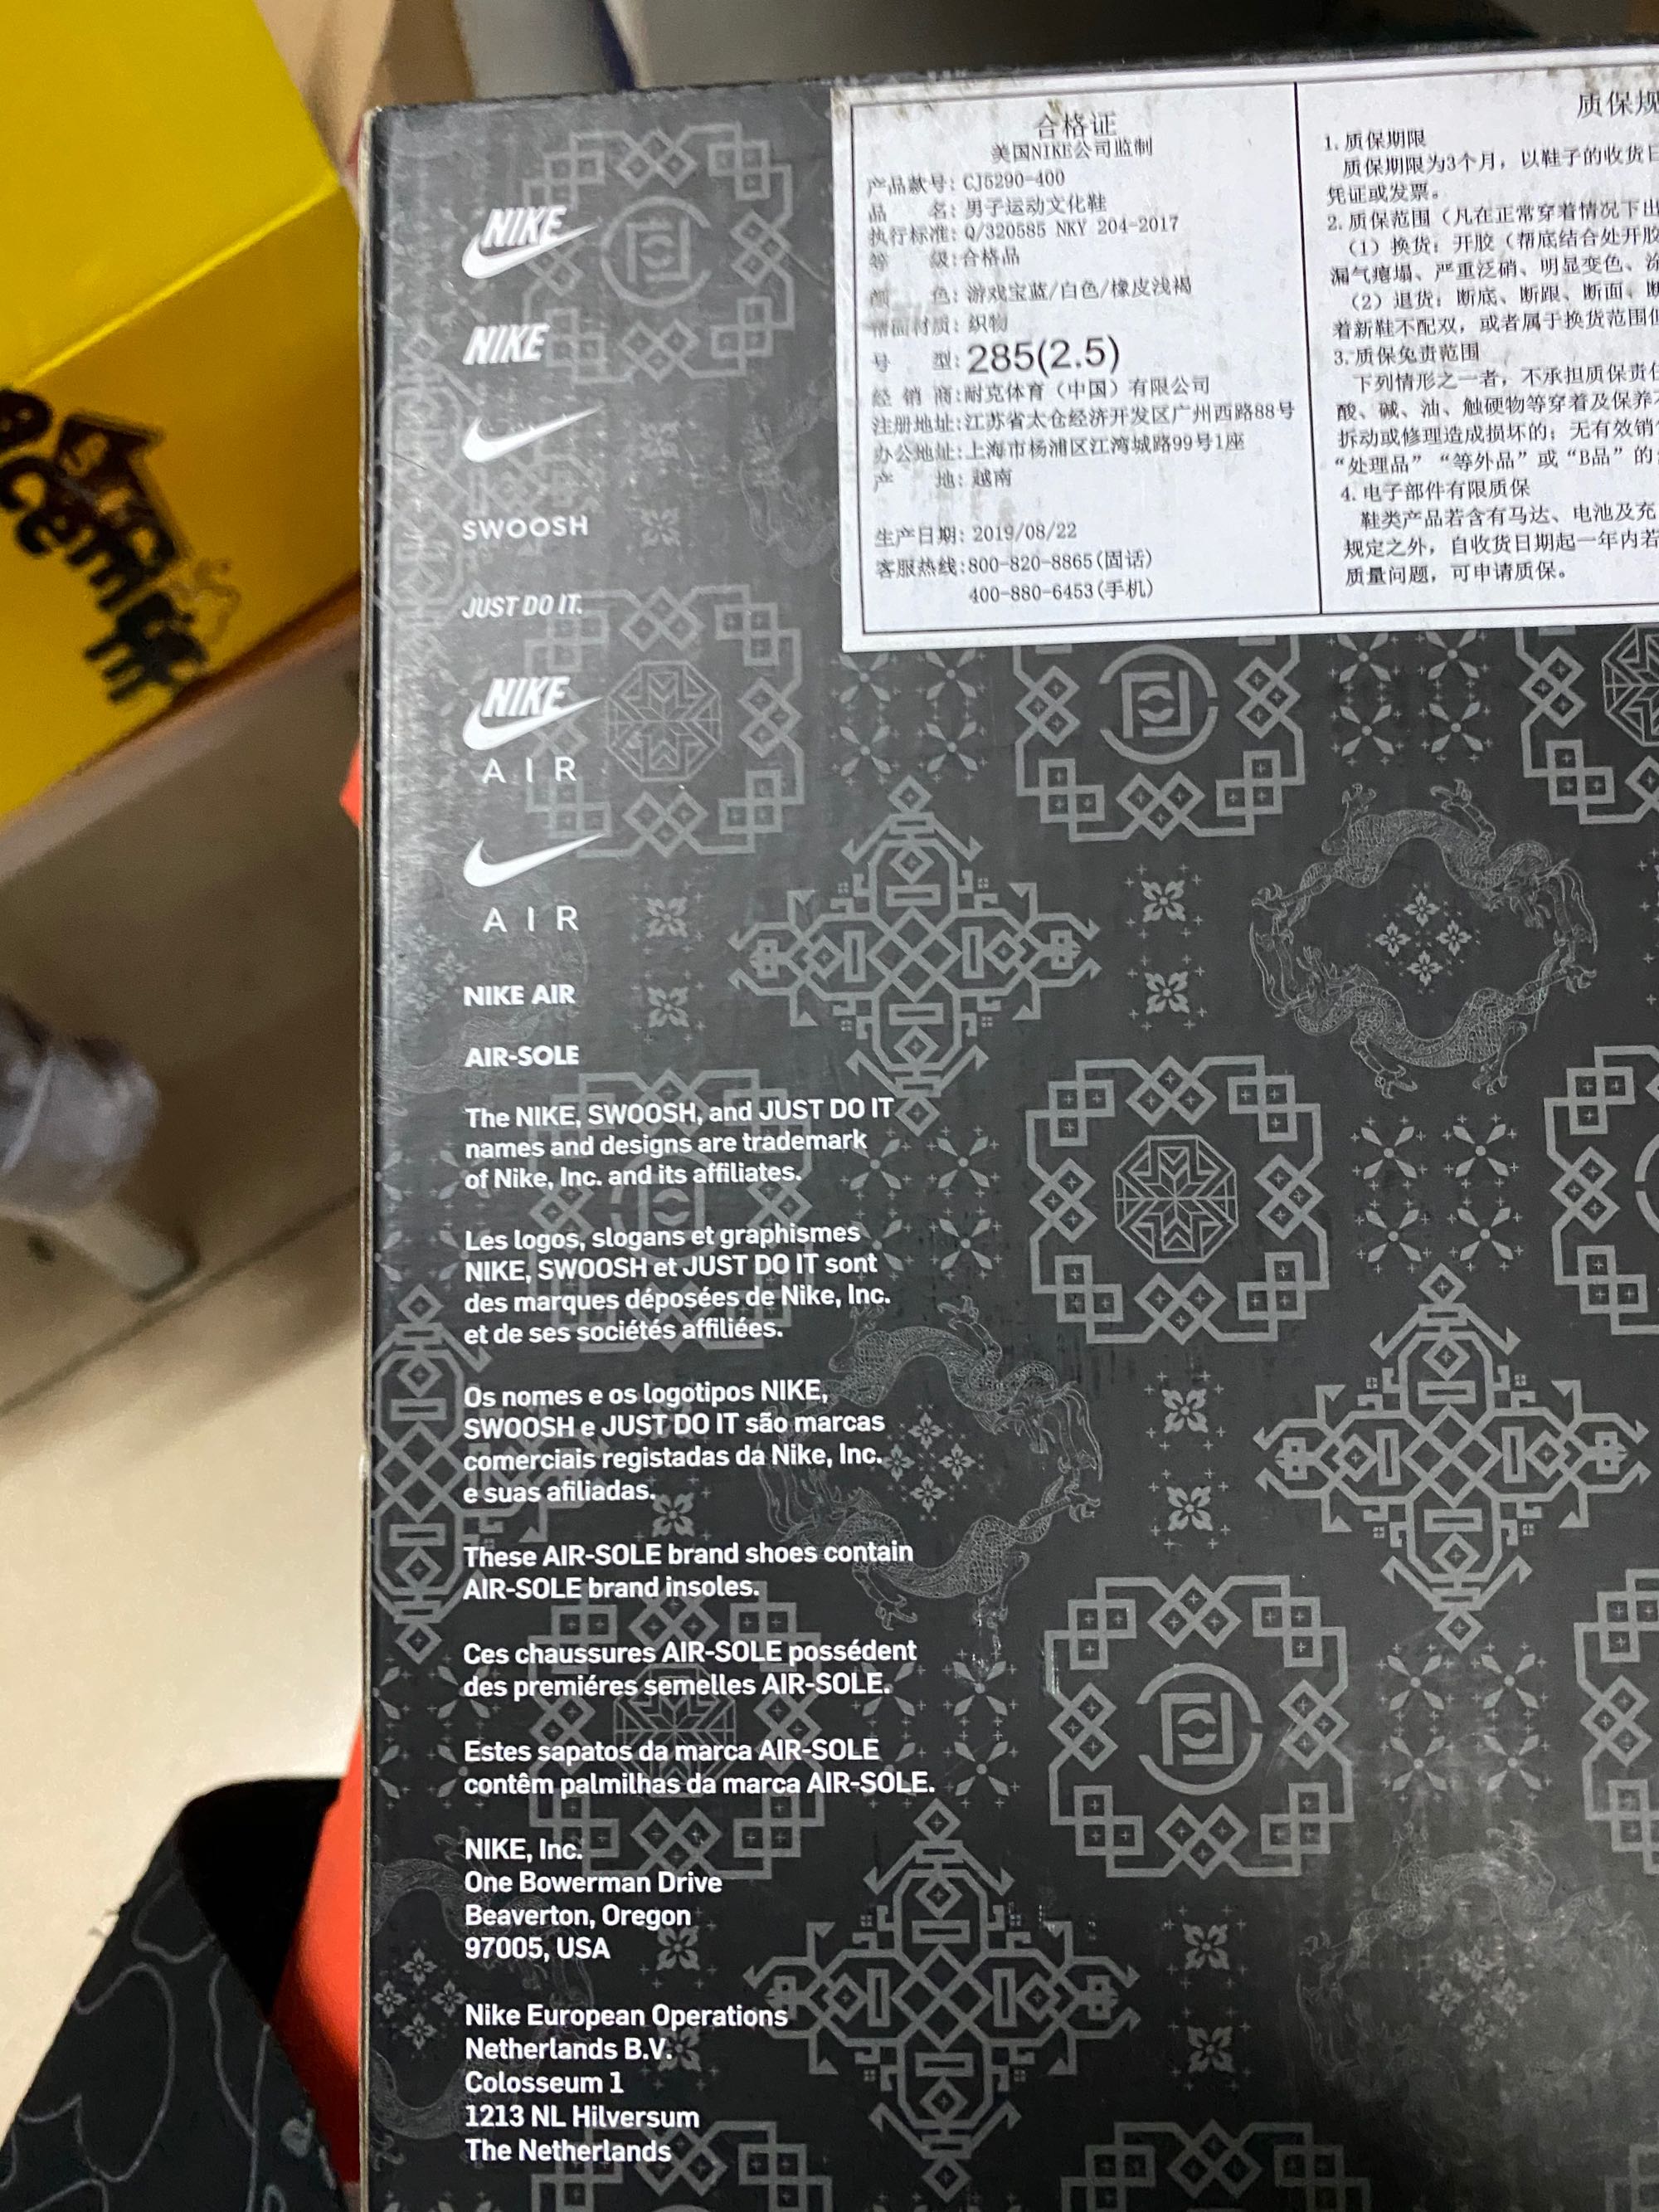 NIKE
NIKE
SWOOSH
JUST DO IT.
NIKE
AIR
AIR
NIKE AIR
AIR-SOLE
The NIKE, SWOOSH, and JUST DO IT
names and designs are trademark
of Nike, Inc. and its affiliates.
Les logos, slogans et graphismes
NIKE, SWOOSH et JUST DO IT sont
des marques déposées de Nike, Inc.
et de ses sociétés affiliées.
Os nomes e os logotipos NIKE,
SWOOSH e JUST DO IT são marcas
comerciais registadas da Nike, Inc.
e suas afiliadas.
These AIR-SOLE brand shoes contain
AIR-SOLE brand insoles.
Ces chaussures AIR-SOLE possédent
des premiéres semelles AIR-SOLE.
Estes sapatos da marca AIR-SOLE
contêm palmilhas da marca AIR-SOLE.
NIKE, Inc.
One Bowerman Drive
Beaverton, Oregon
97005, USA
Nike European Operations
Netherlands B.V.
Colosseum 1
1213 NL Hilversum
The Netherlands
合格证
美国NIKE公司监制
产品款号: CJ5290-400
品 名: 男子运动文化鞋
执行标准: Q/320585 NKY 204-2017
等 级:合格品
颜 色: 游戏宝蓝/白色/橡皮浅褐
帮面材质: 织物
号 型: 285(2.5)
经 销 商:耐克体育（中国）有限公司
注册地址:江苏省太仓经济开发区广州西路88号
办公地址:上海市杨浦区江湾城路99号1座
产 地: 越南
生产日期: 2019/08/22
客服热线:800-820-8865(固话)
400-880-6453(手机)
质保规
1. 质保期限
质保期限为3个月，以鞋子的收货日
凭证或发票。
2. 质保范围（凡在正常穿着情况下出
（1）换货：开胶（帮底结合处开胶
漏气瘪塌、严重泛硝、明显变色、涂
（2）退货：断底、断跟、断面、断
着新鞋不配双，或者属于换货范围但
3. 质保免责范围
下列情形之一者，不承担质保责任
酸、碱、油、触硬物等穿着及保养不
拆动或修理造成损坏的；无有效销售
“处理品”“等外品”或“B品”的
4. 电子部件有限质保
鞋类产品若含有马达、电池及充
规定之外，自收货日期起一年内若
质量问题，可申请质保。